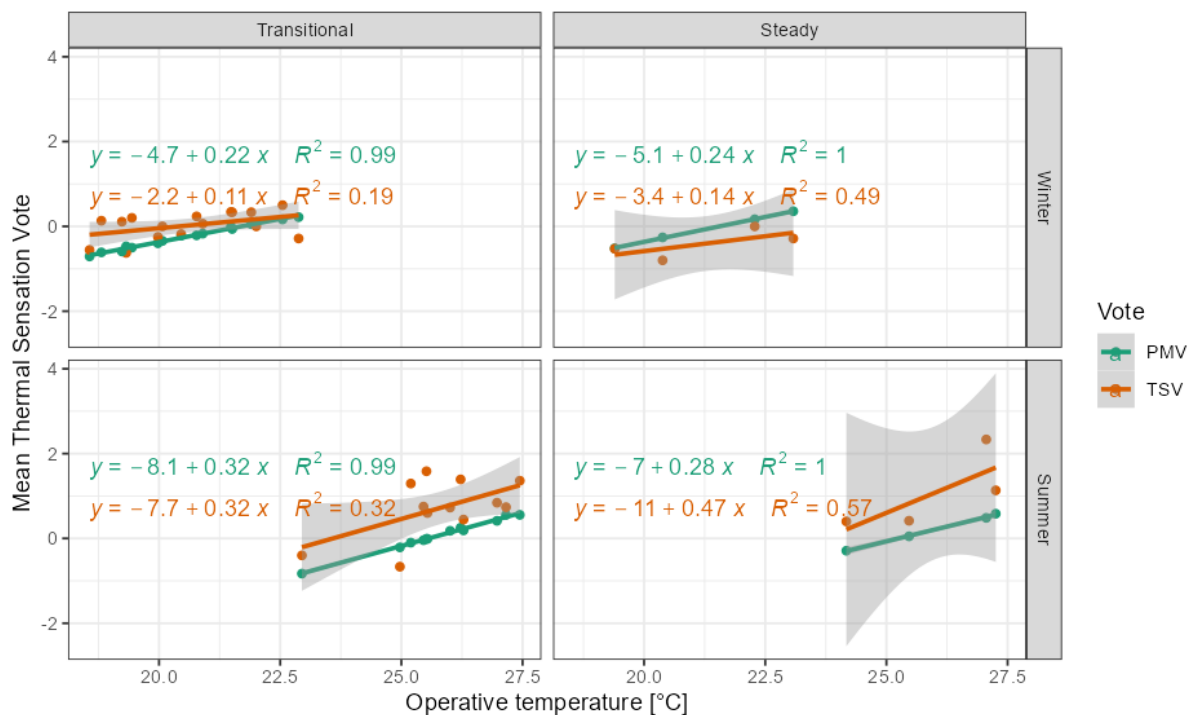 Transitional
Steady
4
2
0
-2
y = −4.7 + 0.22 x R² = 0.99
y = −2.2 + 0.11 x R² = 0.19
y = −5.1 + 0.24 x R² = 1
y = −3.4 + 0.14 x R² = 0.49
Winter
4
2
0
-2
y = −8.1 + 0.32 x R² = 0.99
y = −7.7 + 0.32 x R² = 0.32
y = −7 + 0.28 x R² = 1
y = −11 + 0.47 x R² = 0.57
Summer
Mean Thermal Sensation Vote
20.0 22.5 25.0 27.5
20.0 22.5 25.0 27.5
Operative temperature [°C]
Vote
a PMV
a TSV